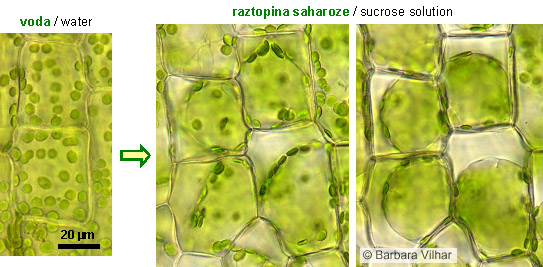 voda / water
raztopina saharoze / sucrose solution
20 µm
© Barbara Vilhar